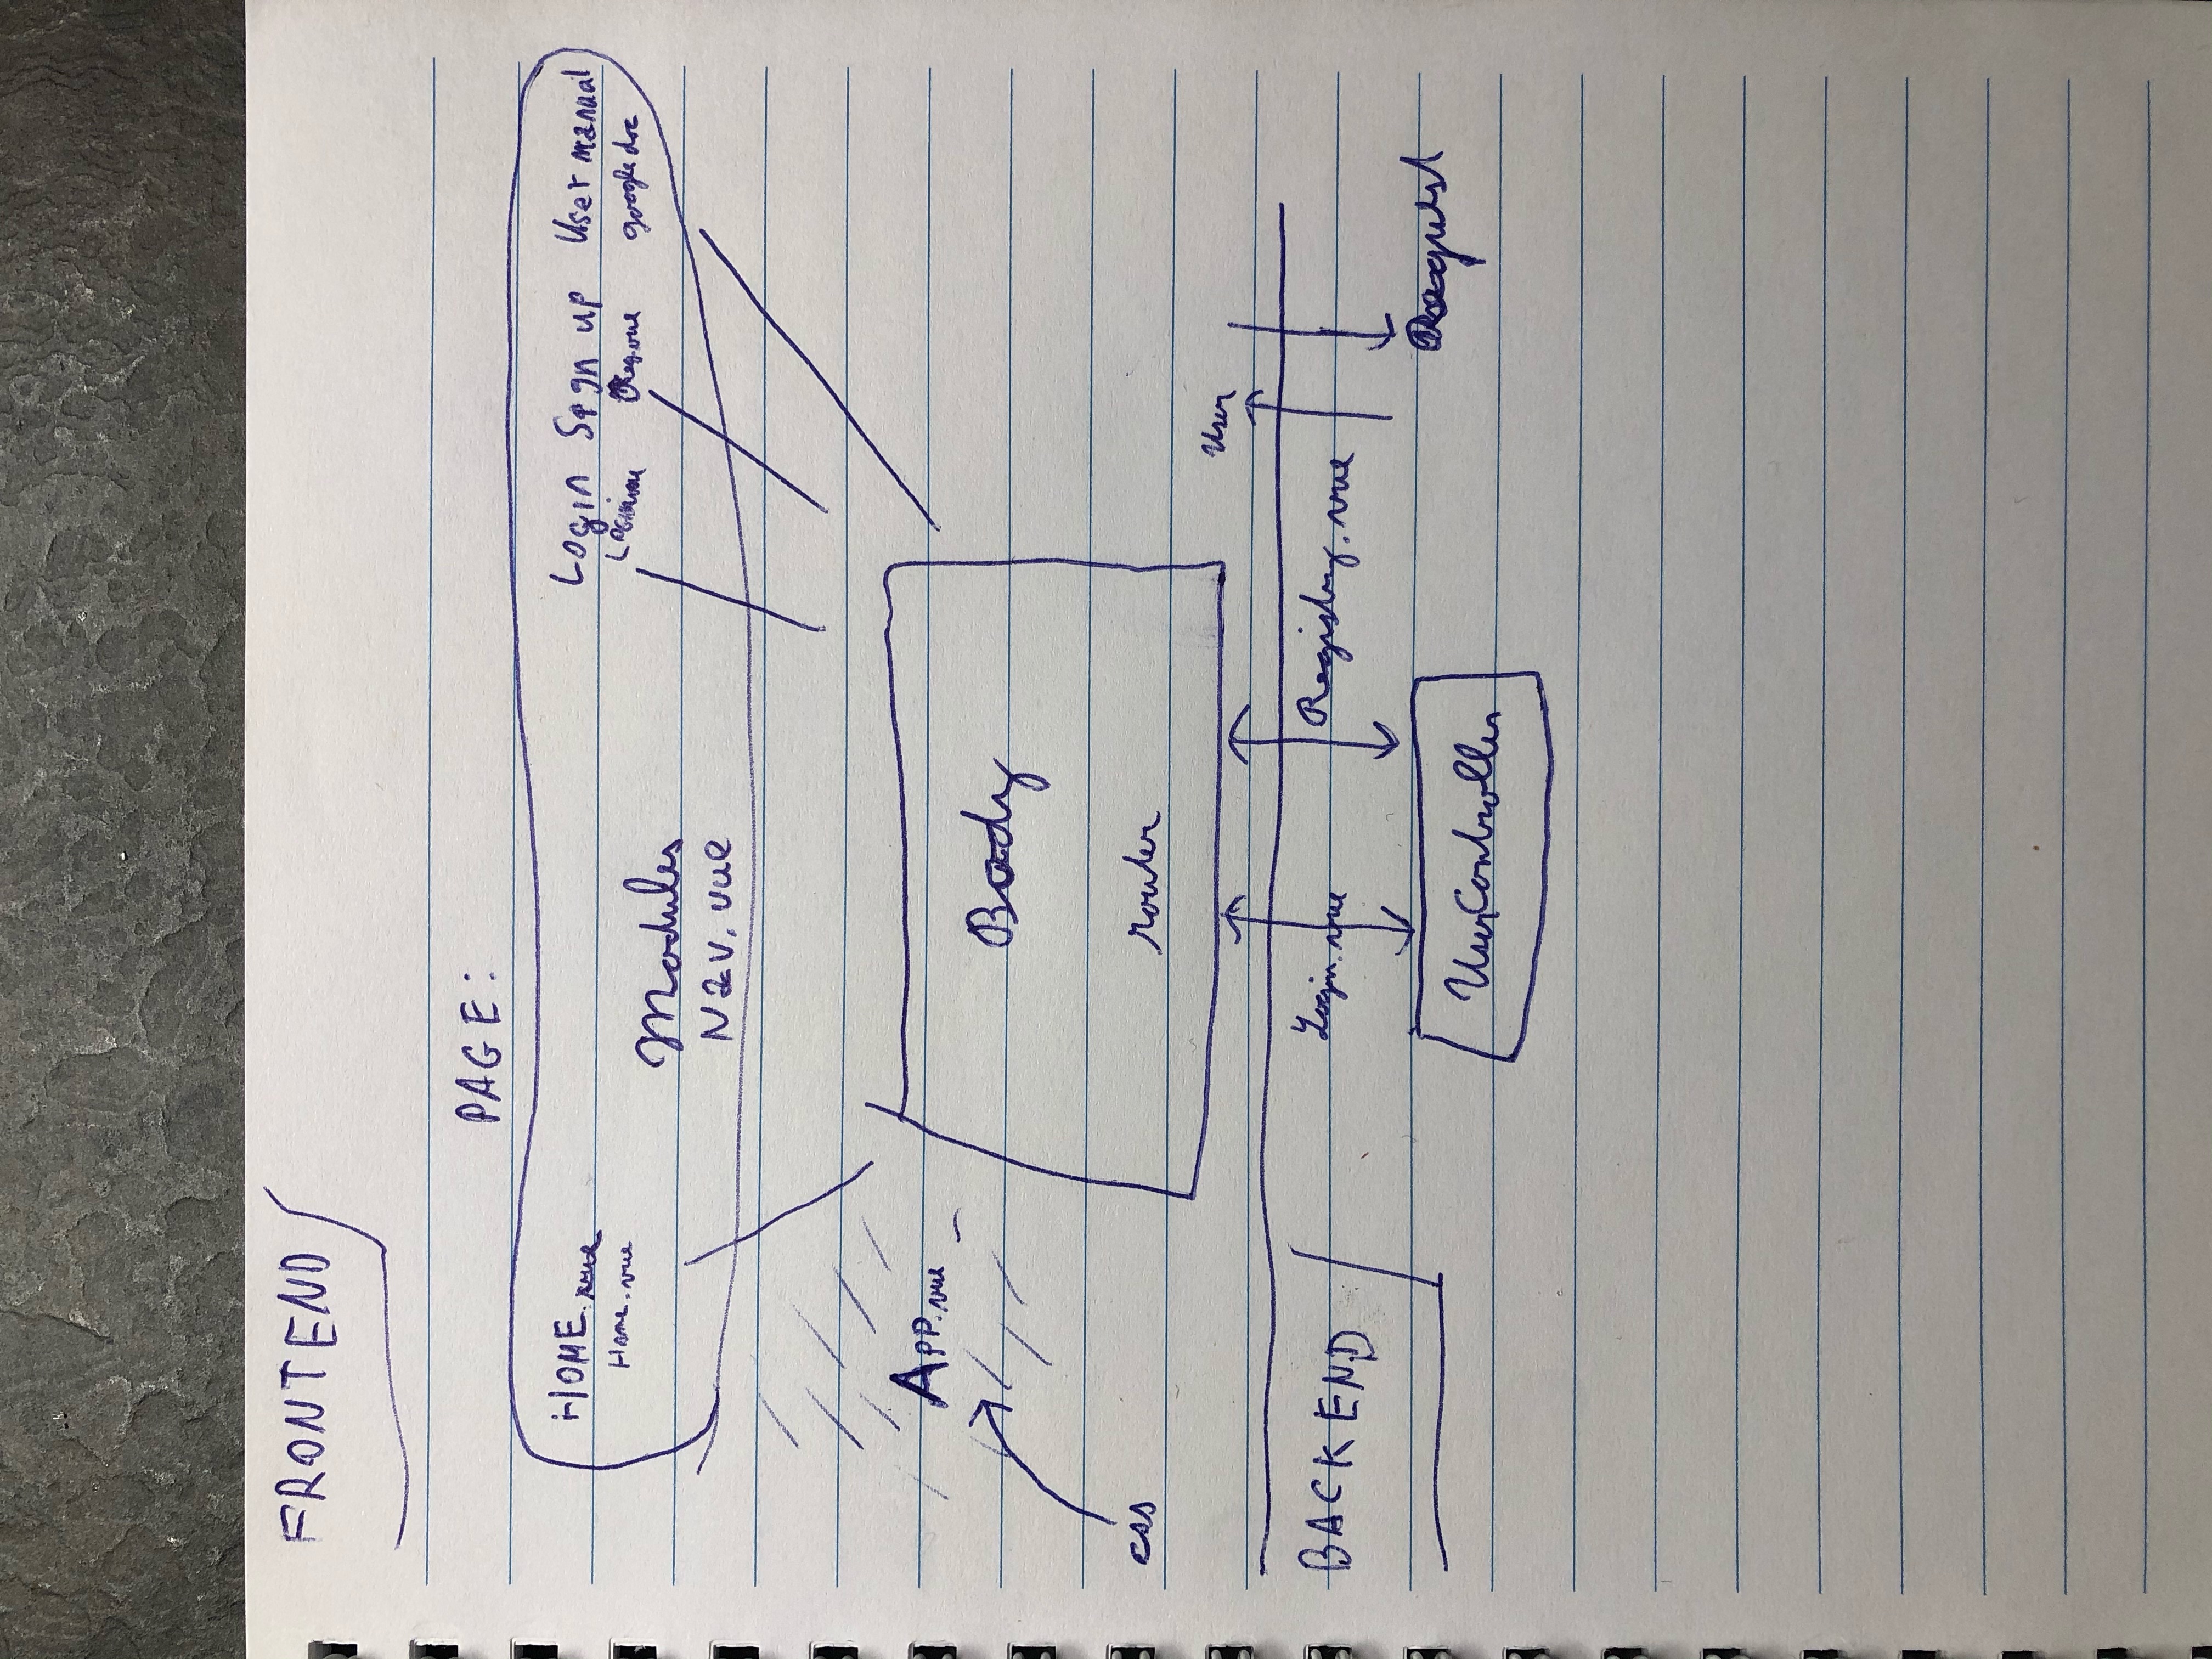 FRONTEND
PAGE:
HOME.vue Login Sign up User manual
Home.vue Login.vue Reg.vue google doc
Modules
Nav.vue
App.vue
Body
css
router
User
BACKEND Login.vue Registry.vue
Request
UserController